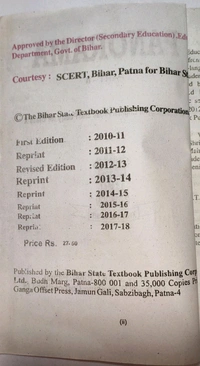 Approved by the Director (Secondary Education), Edu
Department, Govt. of Bihar.
Courtesy : SCERT, Bihar, Patna for Bihar St
© The Bihar State Textbook Publishing Corporation
First Edition : 2010-11
Reprint : 2011-12
Revised Edition : 2012-13
Reprint : 2013-14
Reprint : 2014-15
Reprint : 2015-16
Reprint : 2016-17
Reprint : 2017-18
Price Rs.
Published by the Bihar State Textbook Publishing Corp
Ltd., Budh Marg, Patna-800 001 and 35,000 Copies Pr
Ganga Offset Press, Jamun Gali, Sabzibagh, Patna-4
(ii)